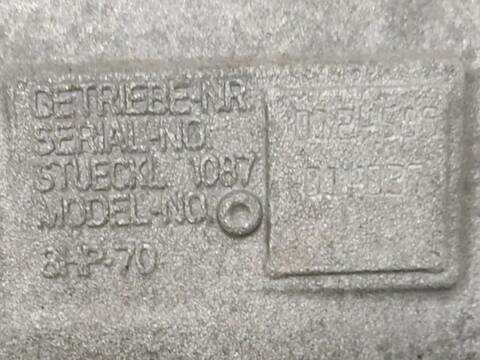 GETRIEBE-NR
SERIAL-NO.
STUECKL. 1087
MODEL-NO.
8HP-70